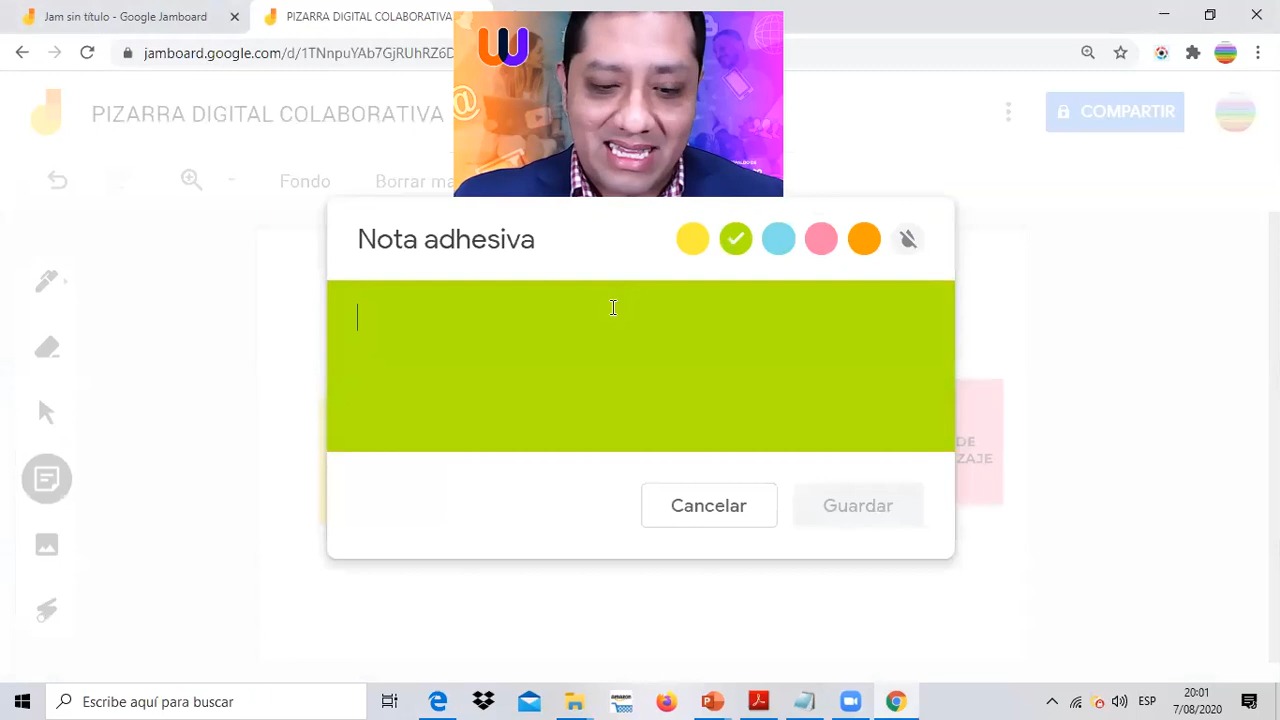 Jam sin título - Google Jamboard
PIZARRA DIGITAL COLABORATIVA
jamboard.google.com/d/1TNnnuYAb7GjRUhRZ6D
PIZARRA DIGITAL COLABORATIVA
COMPARTIR
Fondo
Borrar ma
Nota adhesiva
DE
ZAJE
Cancelar
Guardar
Escribe aquí para buscar
ESP
20:01
7/08/2020